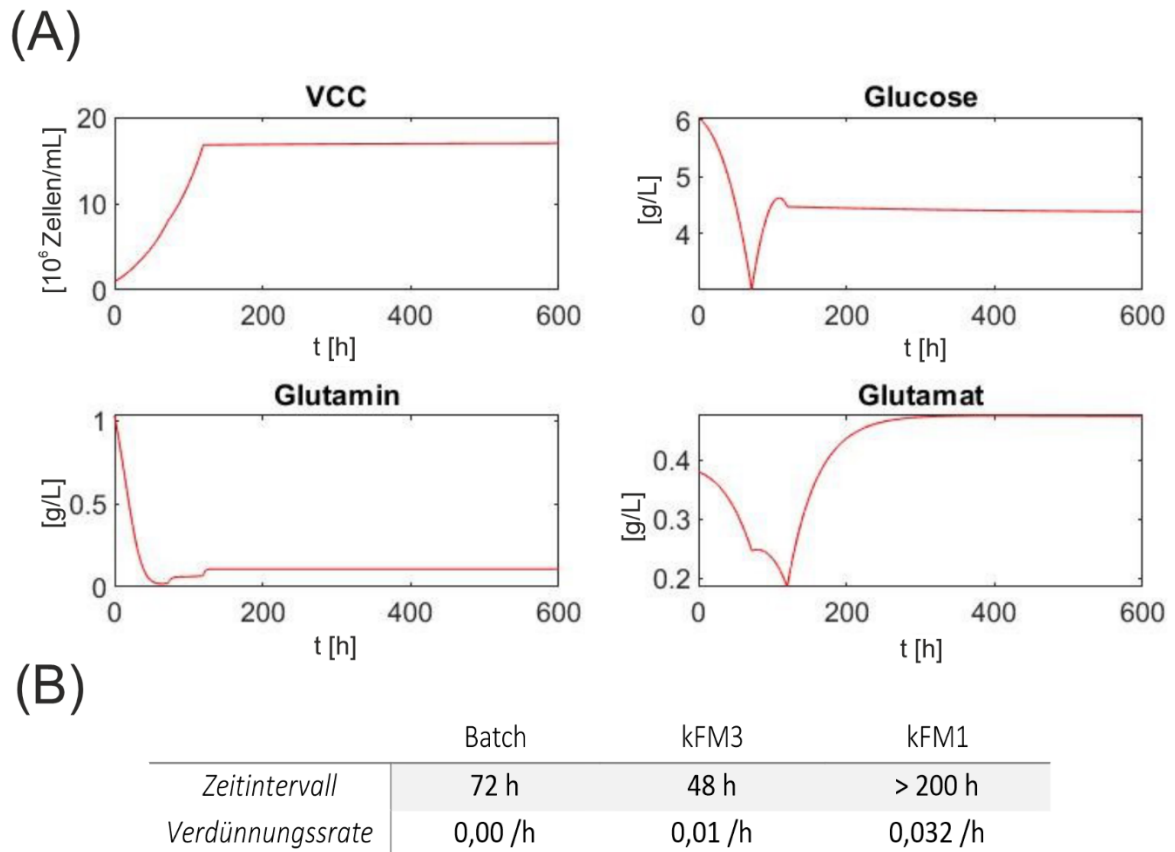 (A)
VCC
[10⁶ Zellen/mL]
20
10
0
0 200 400 600
t [h]
Glucose
[g/L]
6
5
4
0 200 400 600
t [h]
Glutamin
[g/L]
1
0.5
0
0 200 400 600
t [h]
Glutamat
[g/L]
0.4
0.3
0.2
0 200 400 600
t [h]
(B)
Batch kFM3 kFM1
Zeitintervall 72 h 48 h > 200 h
Verdünnungssrate 0,00 /h 0,01 /h 0,032 /h